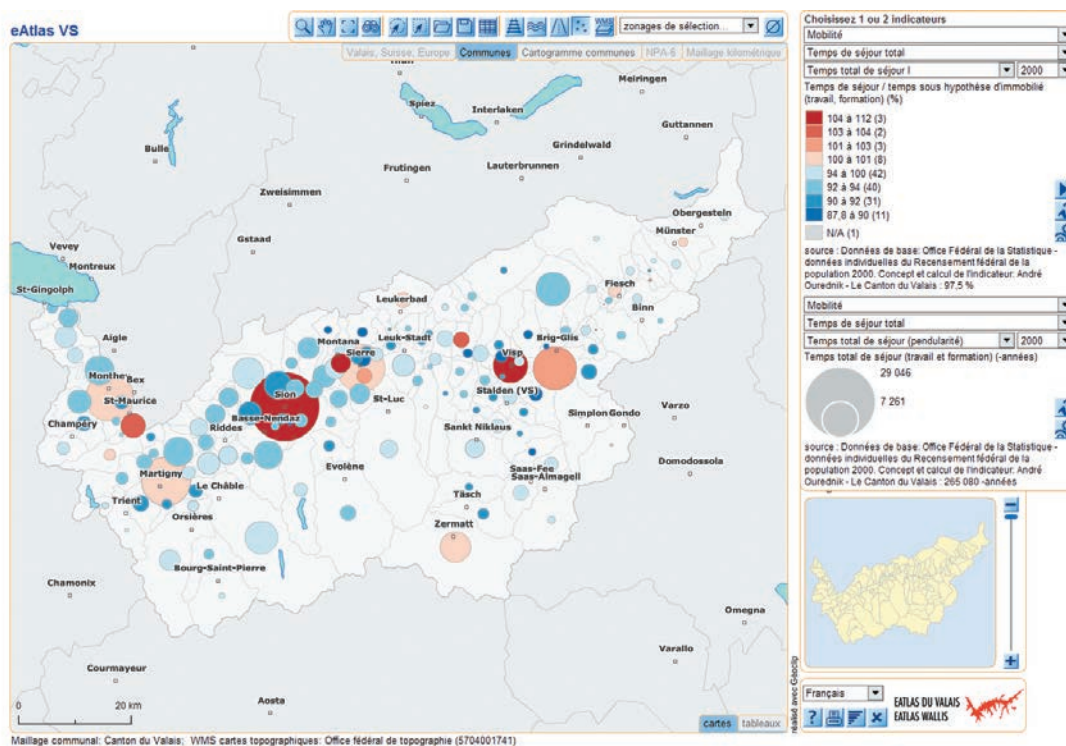 eAtlas VS
WMS
zonages de sélection...
Valais, Suisse, Europe
Communes
Cartogramme communes
NPA-6
Maillage kilométrique
Thun
Meiringen
Spiez
Interlaken
Guttannen
Bulle
Grindelwald
Frutingen
Lauterbrunnen
Zweisimmen
Obergestein
Vevey
Gstaad
Münster
Montreux
St-Gingolph
Leukerbad
Fiesch
Binn
Aigle
Montana
Leuk-Stadt
Brig-Glis
Sierre
Visp
Monthe
Bex
Sion
St-Luc
Stalden (VS)
St-Maurice
Simplon
Gondo
Varzo
Basse-Nendaz
Champéry
Riddes
Sankt Niklaus
Evolène
Saas-Fee
Saas-Almagell
Domodossola
Martigny
Le Châble
Täsch
Trient
Orsières
Zermatt
Bourg-Saint-Pierre
Chamonix
Omegna
Varallo
Courmayeur
Aosta
0
20 km
cartes
tableaux
réalisé avec Géoclip
Maillage communal: Canton du Valais; WMS cartes topographiques: Office fédéral de topographie (5704001741)
Choisissez 1 ou 2 indicateurs
Mobilité
Temps de séjour total
Temps total de séjour I
2000
Temps de séjour / temps sous hypothèse d'immobilié
(travail, formation) (%)
104 à 112 (3)
103 à 104 (2)
101 à 103 (3)
100 à 101 (8)
94 à 100 (42)
92 à 94 (40)
90 à 92 (31)
87,8 à 90 (11)
N/A (1)
source : Données de base: Office Fédéral de la Statistique -
données individuelles du Recensement fédéral de la
population 2000. Concept et calcul de l'indicateur: André
Ourednik - Le Canton du Valais : 97,5 %
Mobilité
Temps de séjour total
Temps total de séjour (pendularité)
2000
Temps total de séjour (travail et formation) (-années)
29 046
7 261
source : Données de base: Office Fédéral de la Statistique -
données individuelles du Recensement fédéral de la
population 2000. Concept et calcul de l'indicateur: André
Ourednik - Le Canton du Valais : 265 080 -années
Français
?
EATLAS DU VALAIS
EATLAS WALLIS